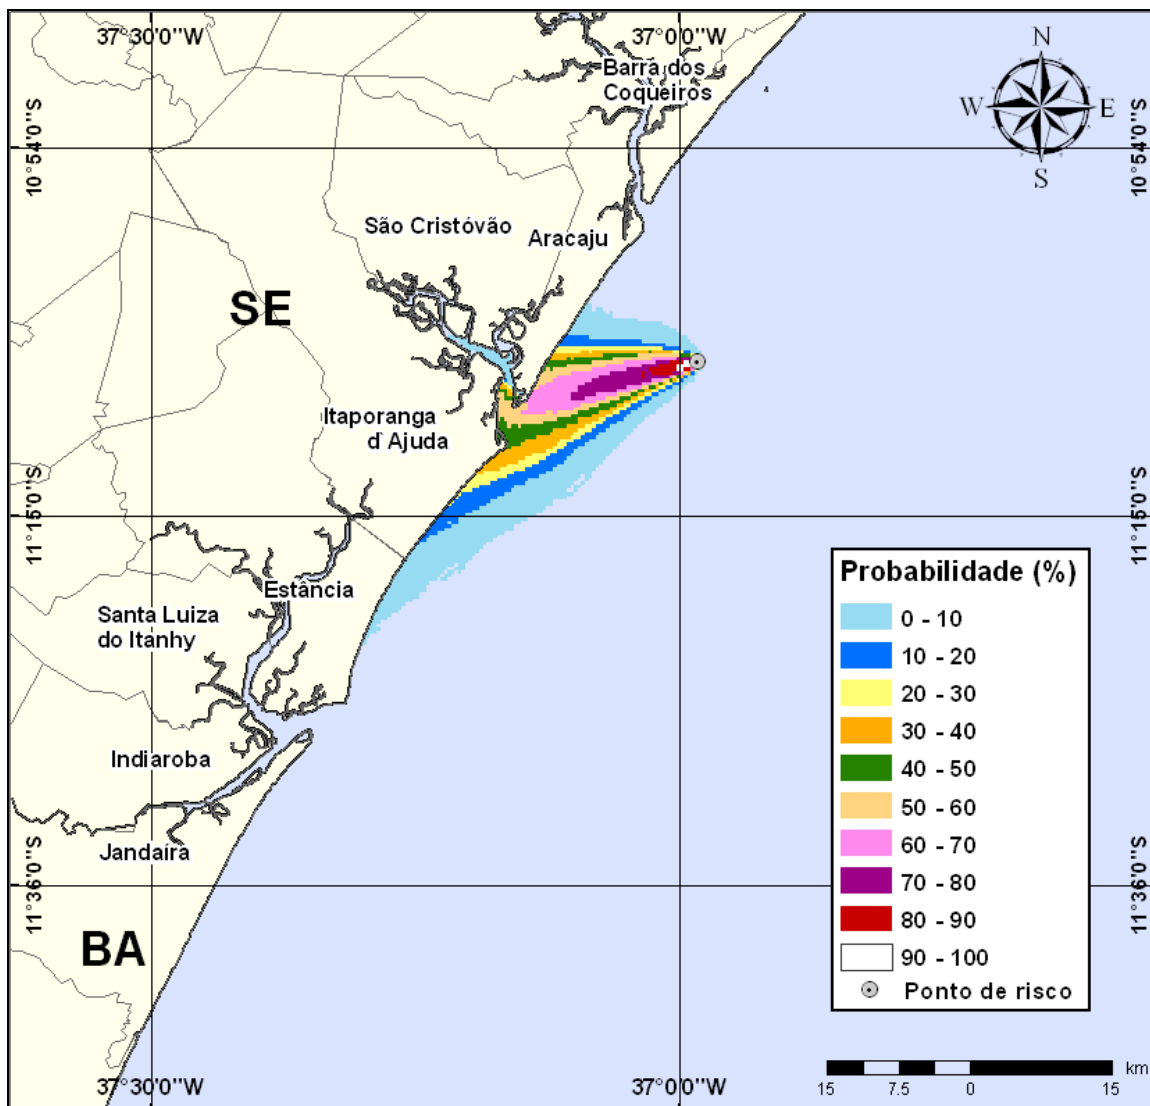 37°30'0''W
37°0'0''W
N
W
E
S
Barra dos
Coqueiros
10°54'0''S
10°54'0''S
São Cristóvão
Aracaju
SE
Itaporanga
d`Ajuda
11°15'0''S
11°15'0''S
Estância
Santa Luiza
do Itanhy
Indiaroba
Jandaíra
11°36'0''S
11°36'0''S
BA
Probabilidade (%)
0 - 10
10 - 20
20 - 30
30 - 40
40 - 50
50 - 60
60 - 70
70 - 80
80 - 90
90 - 100
Ponto de risco
km
15 7.5 0 15
37°30'0''W
37°0'0''W